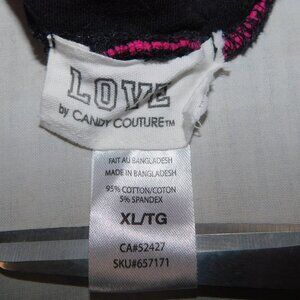 LOVE
by CANDY COUTURE™
FAIT AU BANGLADESH
MADE IN BANGLADESH
95% COTTON/COTON
5% SPANDEX
XL/TG
CA#52427
SKU#657171